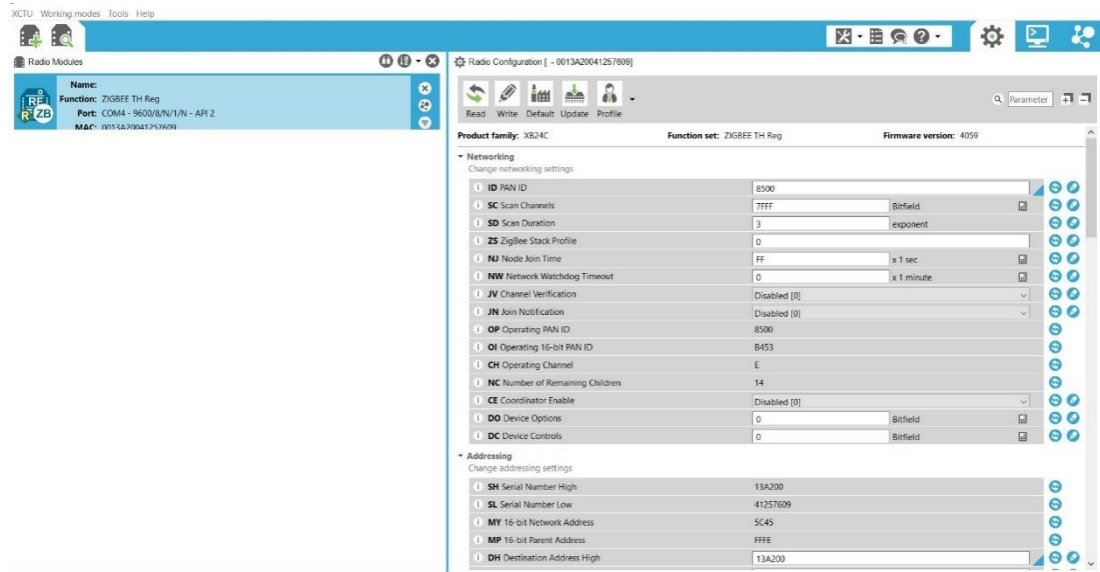 XCTU Working modes Tools Help
Radio Modules
Name:
Function: ZIGBEE TH Reg
Port: COM4 - 9600/8/N/1/N - API 2
MAC: 0013A20041257609
Radio Configuration [ - 0013A20041257609]
Read Write Default Update Profile
Parameter
Product family: XB24C Function set: ZIGBEE TH Reg Firmware version: 4059
Networking
Change networking settings
ID PAN ID 8500
SC Scan Channels 7FFF Bitfield
SD Scan Duration 3 exponent
ZS ZigBee Stack Profile 0
NJ Node Join Time FF x 1 sec
NW Network Watchdog Timeout 0 x 1 minute
JV Channel Verification Disabled [0]
JN Join Notification Disabled [0]
OP Operating PAN ID 8500
OI Operating 16-bit PAN ID B453
CH Operating Channel E
NC Number of Remaining Children 14
CE Coordinator Enable Disabled [0]
DO Device Options 0 Bitfield
DC Device Controls 0 Bitfield
Addressing
Change addressing settings
SH Serial Number High 13A200
SL Serial Number Low 41257609
MY 16-bit Network Address 5C45
MP 16-bit Parent Address FFFE
DH Destination Address High 13A200